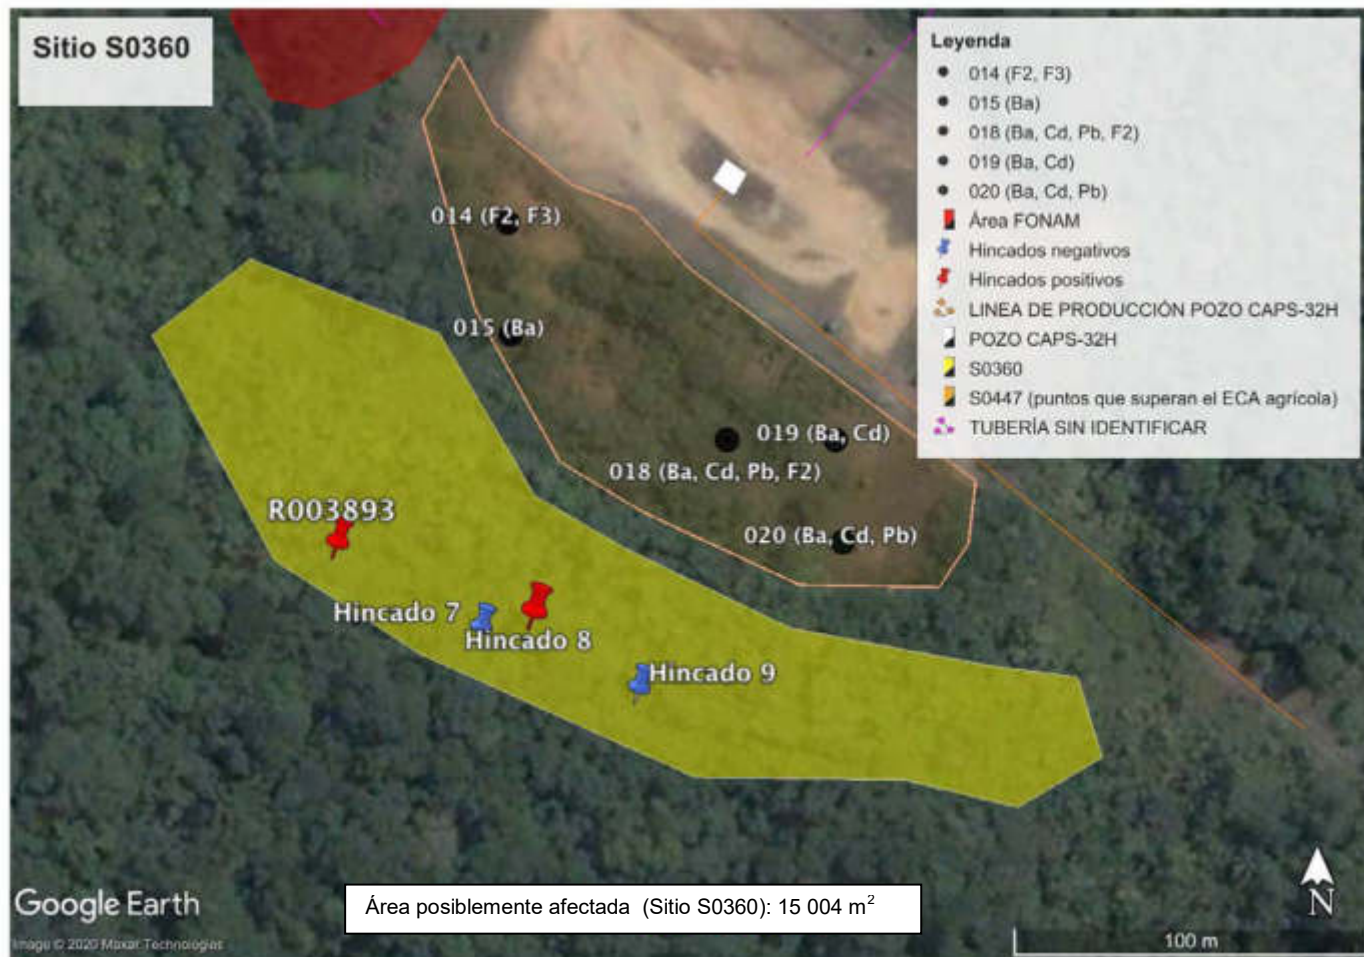 Sitio S0360
Leyenda
014 (F2, F3)
015 (Ba)
018 (Ba, Cd, Pb, F2)
019 (Ba, Cd)
020 (Ba, Cd, Pb)
Área FONAM
Hincados negativos
Hincados positivos
LINEA DE PRODUCCIÓN POZO CAPS-32H
POZO CAPS-32H
S0360
S0447 (puntos que superan el ECA agrícola)
TUBERÍA SIN IDENTIFICAR
014 (F2, F3)
015 (Ba)
019 (Ba, Cd)
018 (Ba, Cd, Pb, F2)
020 (Ba, Cd, Pb)
R003893
Hincado 7
Hincado 8
Hincado 9
Google Earth
Image © 2020 Maxar Technologies
Área posiblemente afectada (Sitio S0360): 15 004 m²
N
100 m